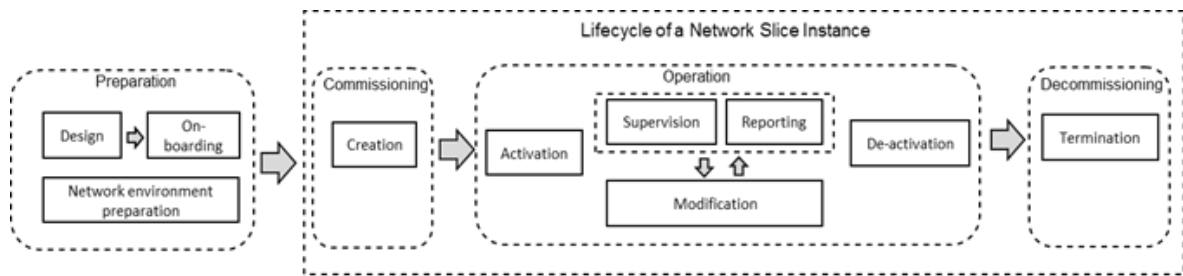 Lifecycle of a Network Slice Instance
Preparation
Design
On-
boarding
Network environment
preparation
Commissioning
Creation
Operation
Activation
Supervision
Reporting
Modification
De-activation
Decommissioning
Termination